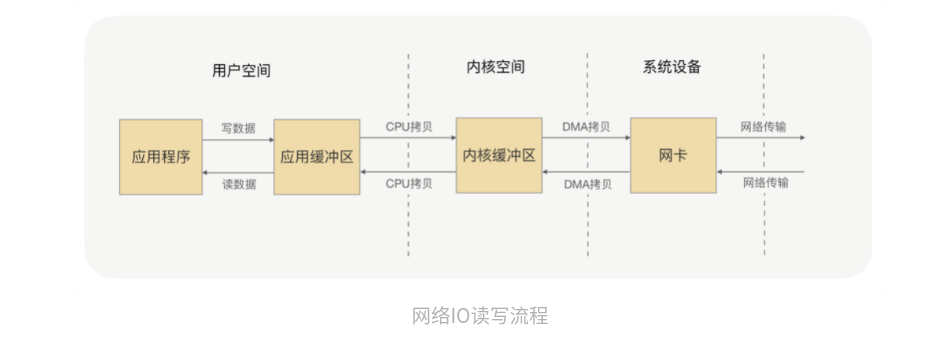 用户空间
内核空间
系统设备
写数据
CPU拷贝
DMA拷贝
网络传输
应用程序
应用缓冲区
内核缓冲区
网卡
读数据
CPU拷贝
DMA拷贝
网络传输
网络IO读写流程